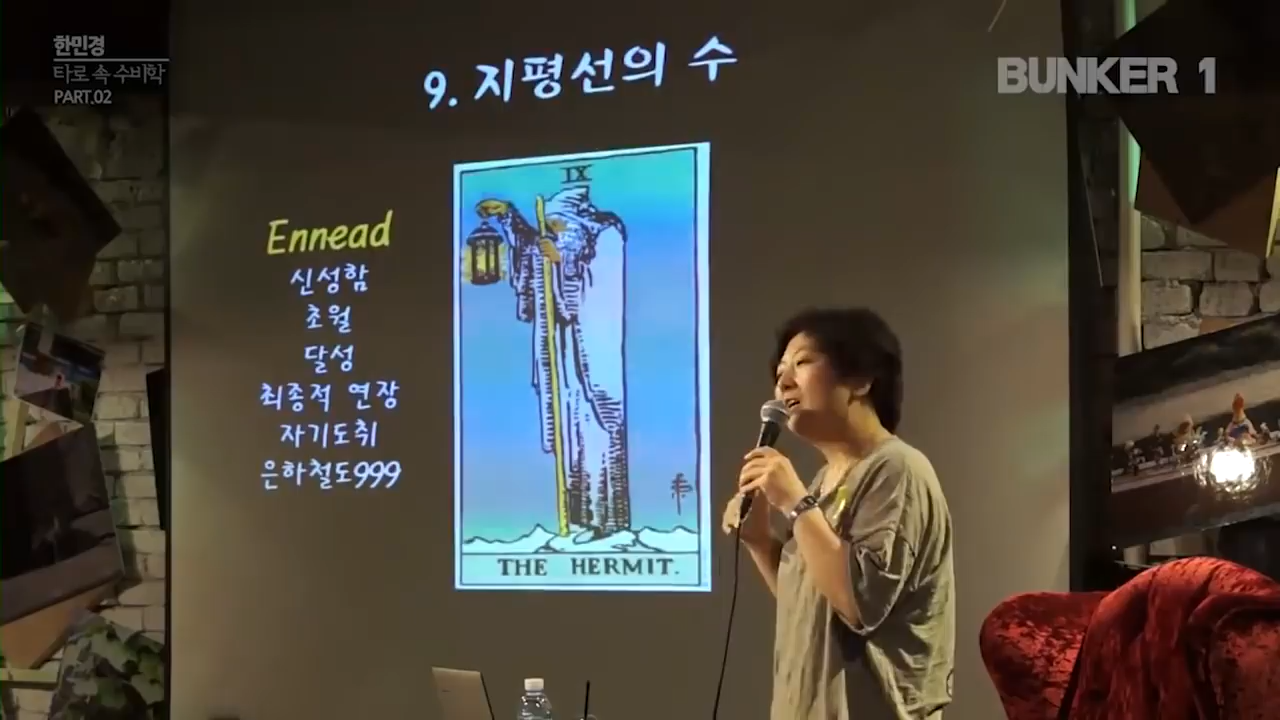 한민경
타로 속 수비학
PART.02
BUNKER 1
9. 지평선의 수
Ennead
신성함
초월
달성
최종적 연장
자기도취
은하철도999
IX
THE HERMIT.